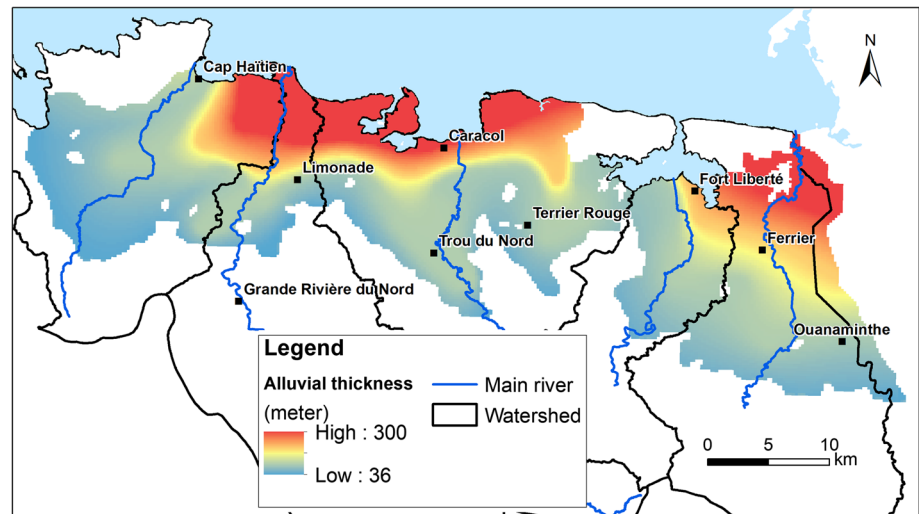 N
Cap Haïtien
Caracol
Limonade
Fort Liberté
Terrier Rouge
Trou du Nord
Ferrier
Grande Rivière du Nord
Ouanaminthe
Legend
Alluvial thickness
(meter)
High : 300
Low : 36
Main river
Watershed
0 5 10
km